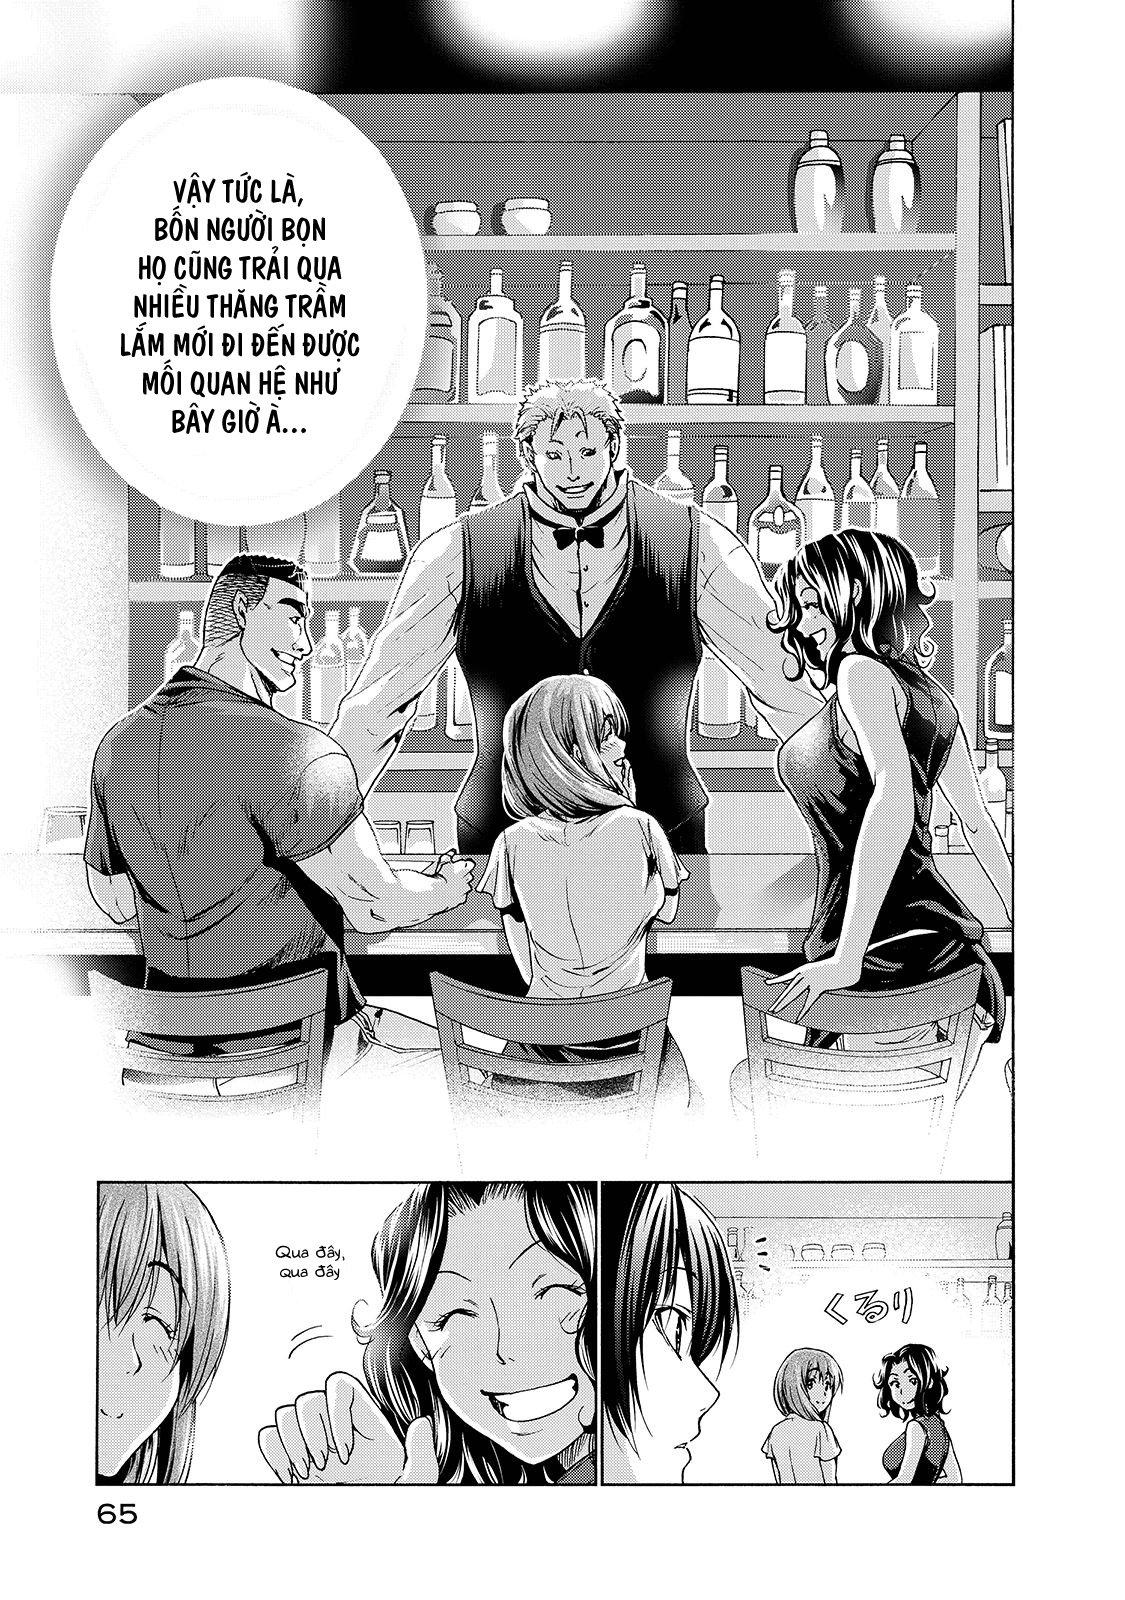 VẬY TỨC LÀ,
BỐN NGƯỜI BỌN
HỌ CŨNG TRẢI QUA
NHIỀU THĂNG TRẦM
LẮM MỚI ĐI ĐẾN ĐƯỢC
MỐI QUAN HỆ NHƯ
BÂY GIỜ À...
くるり
Qua đây,
qua đây
65